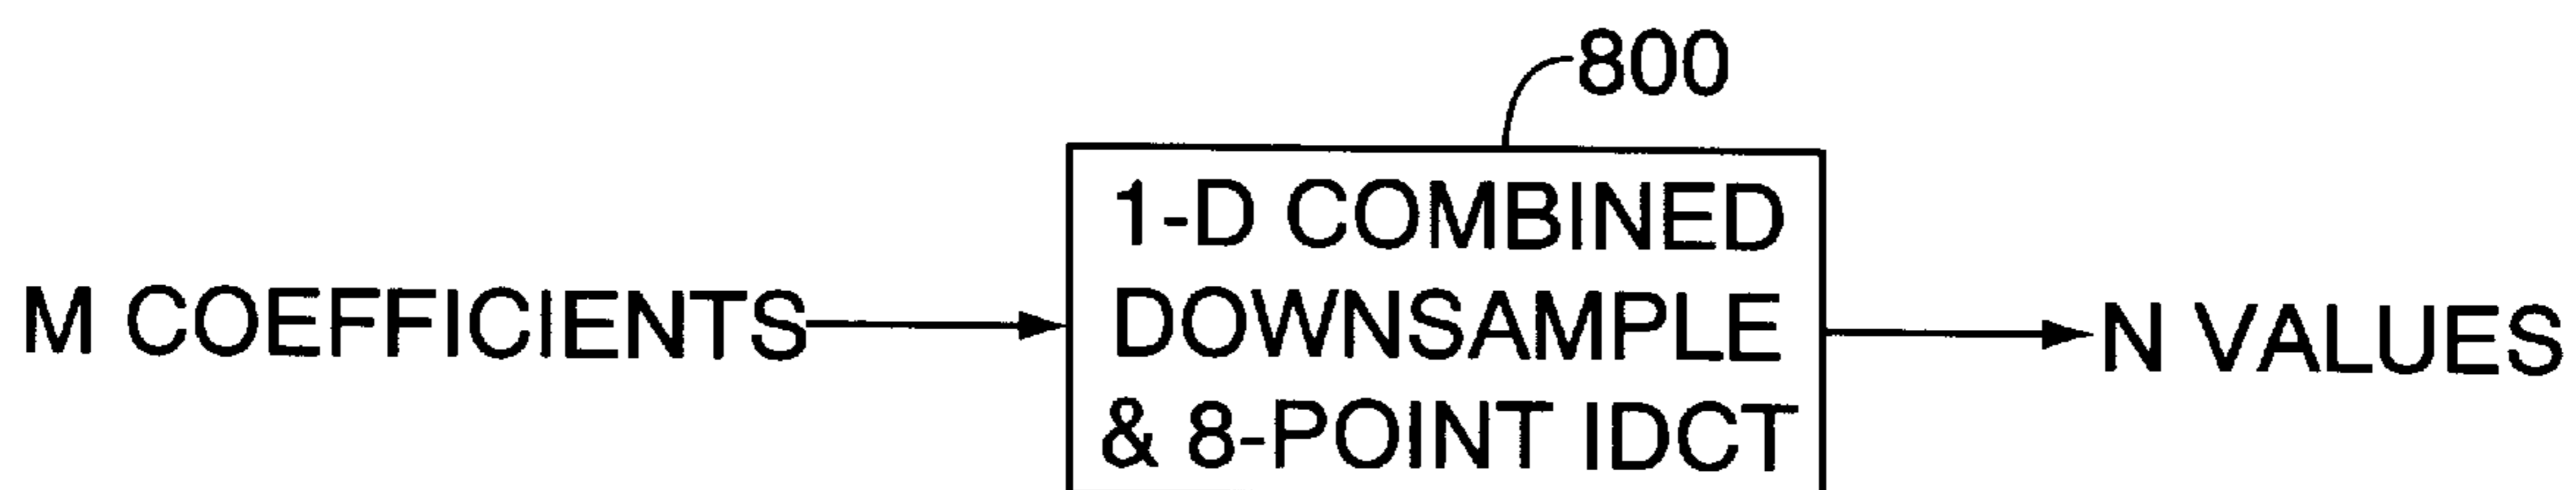 800
1-D COMBINED
M COEFFICIENTS DOWNSAMPLE N VALUES
& 8-POINT IDCT